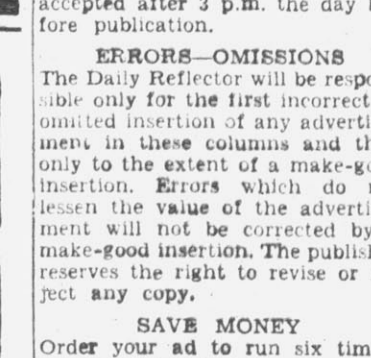 accepted after 3 p.m. the day
fore publication.
ERRORS—OMISSIONS
The Daily Reflector will be respo
sible only for the first incorrect
omitted insertion of any adverti
ment in these columns and th
only to the extent of a make-go
insertion. Errors which do
lessen the value of the adverti
ment will not be corrected by
make-good insertion. The publish
reserves the right to revise or
ject any copy.
SAVE MONEY
Order your ad to run six tim